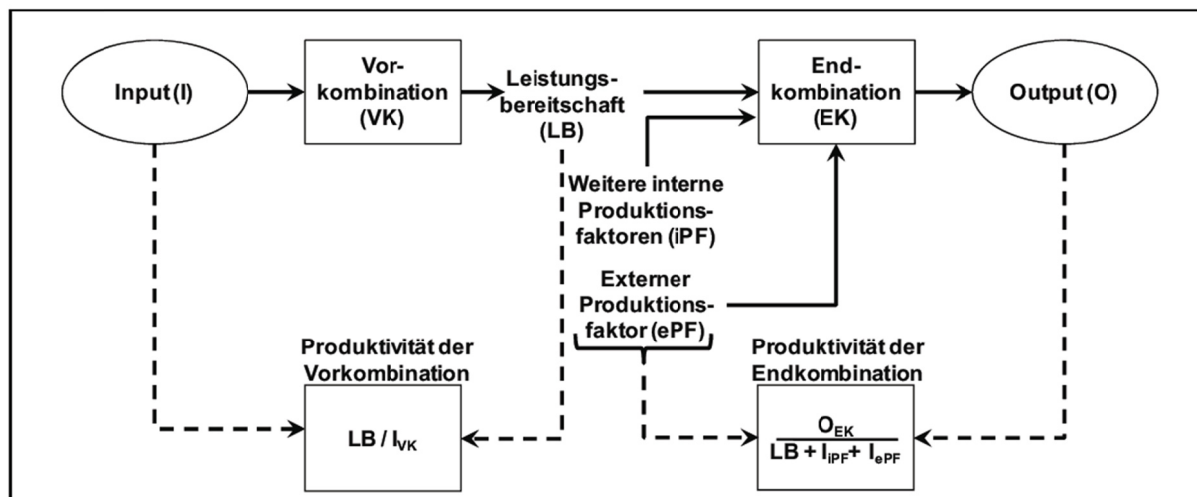 Input (I)
Vor-
kombination
(VK)
Leistungs-
bereitschaft
(LB)
End-
kombination
(EK)
Output (O)
Weitere interne
Produktions-
faktoren (iPF)
Externer
Produktions-
faktor (ePF)
Produktivität der
Vorkombination
LB / I_VK
Produktivität der
Endkombination
O_EK
LB + I_iPF + I_ePF